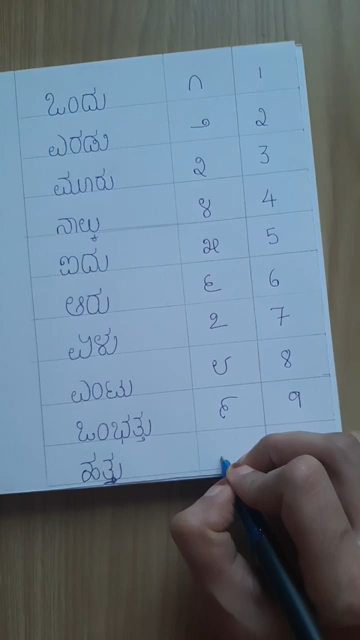 ಒಂದು ೧ 1
ಎರಡು ೨ 2
ಮೂರು ೩ 3
ನಾಲ್ಕು ೪ 4
ಐದು ೫ 5
ಆರು ೬ 6
ಏಳು ೭ 7
ಎಂಟು ೮ 8
ಒಂಭತ್ತು ೯ 9
ಹತ್ತು